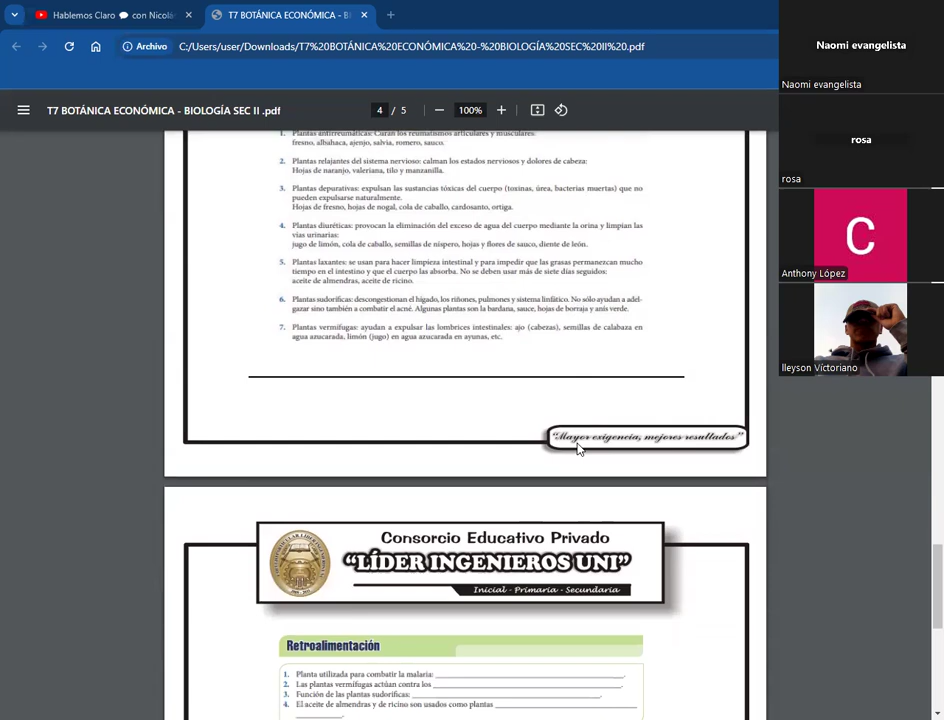 Hablemos Claro 💬 con Nicolás
T7 BOTÁNICA ECONÓMICA - BI
Archivo
C:/Users/user/Downloads/T7%20BOTÁNICA%20ECONÓMICA%20-%20BIOLOGÍA%20SEC%20II%20.pdf
T7 BOTÁNICA ECONÓMICA - BIOLOGÍA SEC II .pdf
4 / 5
100%
1. Plantas antirreumáticas: Curan los reumatismos articulares y musculares:
fresno, albahaca, ajenjo, salvia, romero, sauco.
2. Plantas relajantes del sistema nervioso: calman los estados nerviosos y dolores de cabeza:
Hojas de naranjo, valeriana, tilo y manzanilla.
3. Plantas depurativas: expulsan las sustancias tóxicas del cuerpo (toxinas, úrea, bacterias muertas) que no
pueden expulsarse naturalmente.
Hojas de fresno, hojas de nogal, cola de caballo, cardosanto, ortiga.
4. Plantas diuréticas: provocan la eliminación del exceso de agua del cuerpo mediante la orina y limpian las
vías urinarias:
jugo de limón, cola de caballo, semillas de níspero, hojas y flores de sauco, diente de león.
5. Plantas laxantes: se usan para hacer limpieza intestinal y para impedir que las grasas permanezcan mucho
tiempo en el intestino y que el cuerpo las absorba. No se deben usar más de siete días seguidos:
aceite de almendras, aceite de ricino.
6. Plantas sudoríficas: descongestionan el hígado, los riñones, pulmones y sistema linfático. No sólo ayudan a adel-
gazar sino también a combatir el acné. Algunas plantas son la bardana, sauce, hojas de borraja y anís verde.
7. Plantas vermífugas: ayudan a expulsar las lombrices intestinales: ajo (cabezas), semillas de calabaza en
agua azucarada, limón (jugo) en agua azucarada en ayunas, etc.
“Mayor exigencia, mejores resultados”
Consorcio Educativo Privado
“LÍDER INGENIEROS UNI”
Inicial - Primaria - Secundaria
Retroalimentación
1. Planta utilizada para combatir la malaria: ____________________.
2. Las plantas vermífugas actúan contra los ____________________.
3. Función de las plantas sudoríficas: ____________________.
4. El aceite de almendras y de ricino son usados como plantas ____________________
__________.
Naomi evangelista
Naomi evangelista
rosa
rosa
C
Anthony López
lleyson Víctoriano